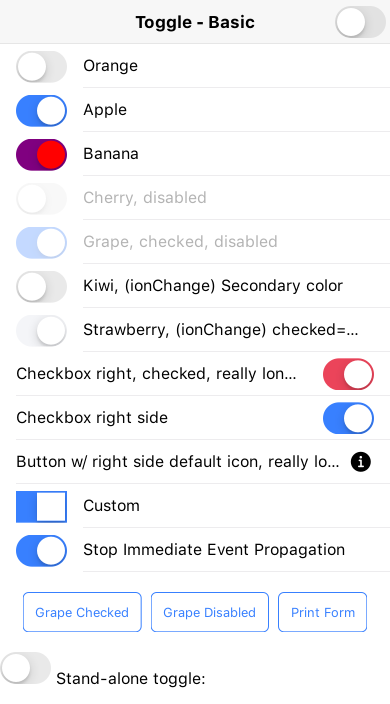 Toggle - Basic
Orange
Apple
Banana
Cherry, disabled
Grape, checked, disabled
Kiwi, (ionChange) Secondary color
Strawberry, (ionChange) checked=...
Checkbox right, checked, really lon...
Checkbox right side
Button w/ right side default icon, really lo...
Custom
Stop Immediate Event Propagation
Grape Checked Grape Disabled Print Form
Stand-alone toggle: